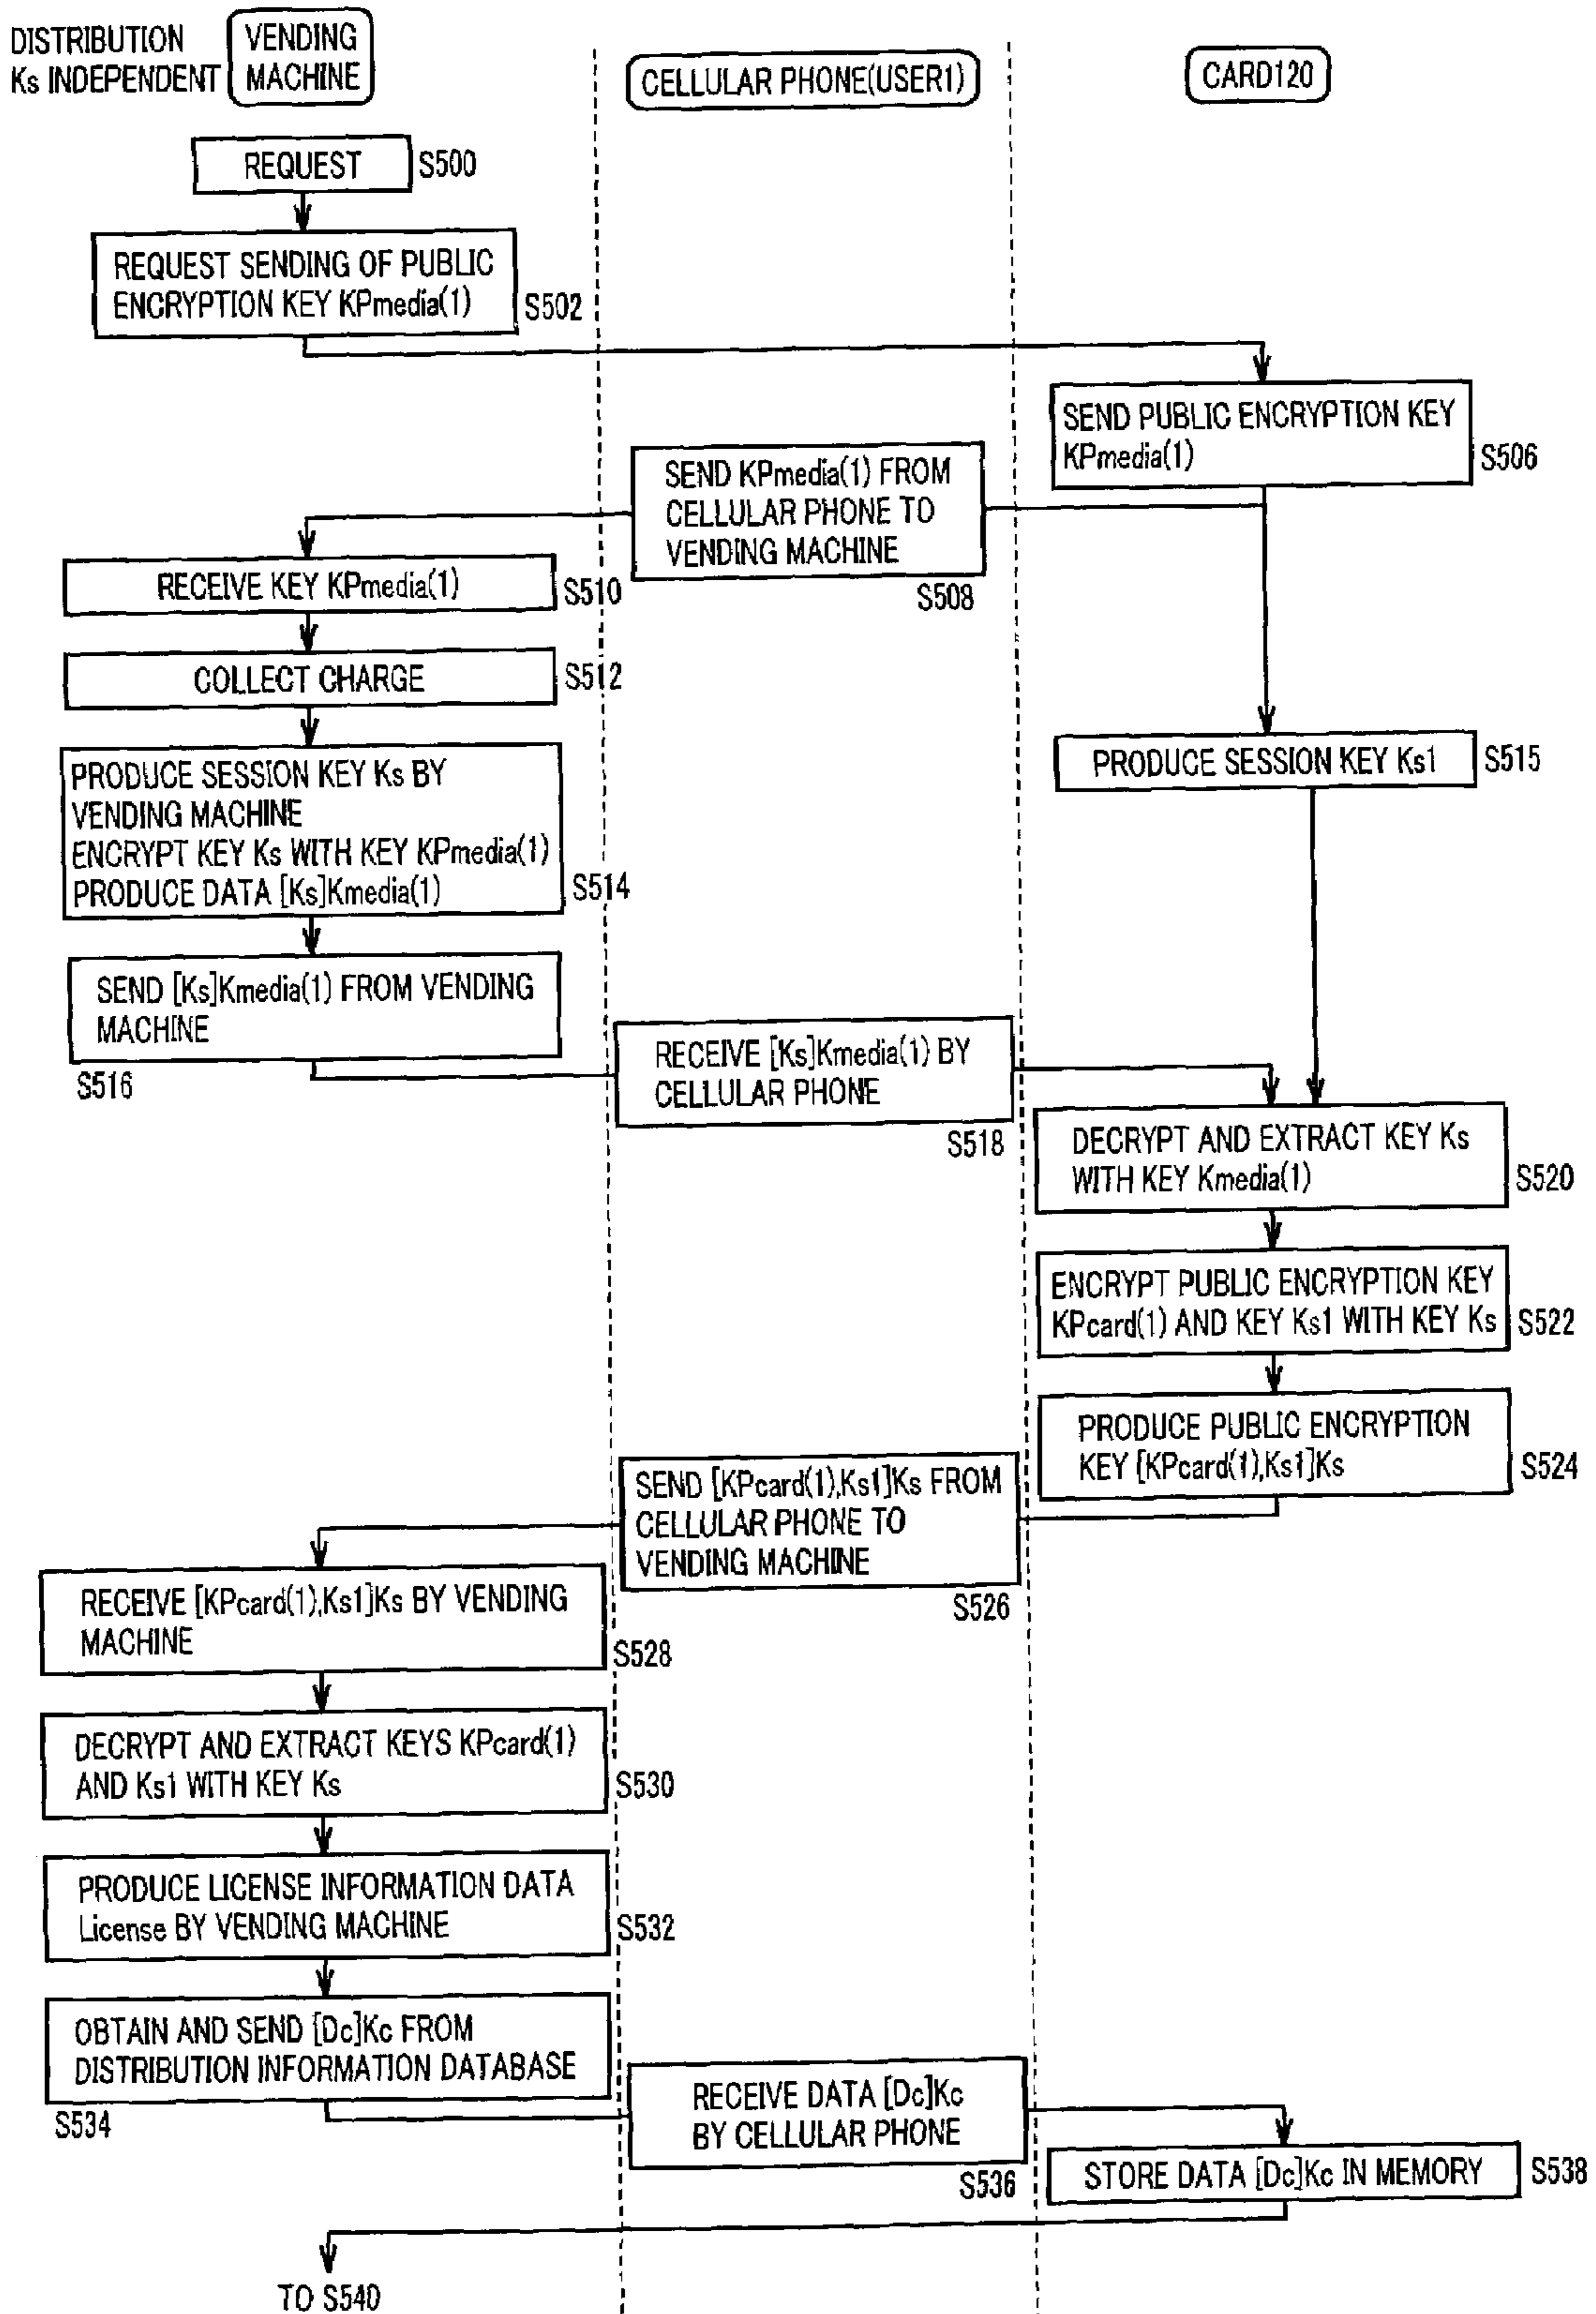 DISTRIBUTION
Ks INDEPENDENT
VENDING
MACHINE
CELLULAR PHONE(USER1)
CARD120
REQUEST
S500
REQUEST SENDING OF PUBLIC
ENCRYPTION KEY KPmedia(1)
S502
SEND PUBLIC ENCRYPTION KEY
KPmedia(1)
S506
SEND KPmedia(1) FROM
CELLULAR PHONE TO
VENDING MACHINE
S508
RECEIVE KEY KPmedia(1)
S510
COLLECT CHARGE
S512
PRODUCE SESSION KEY Ks BY
VENDING MACHINE
ENCRYPT KEY Ks WITH KEY KPmedia(1)
PRODUCE DATA [Ks]Kmedia(1)
S514
PRODUCE SESSION KEY Ks1
S515
SEND [Ks]Kmedia(1) FROM VENDING
MACHINE
S516
RECEIVE [Ks]Kmedia(1) BY
CELLULAR PHONE
S518
DECRYPT AND EXTRACT KEY Ks
WITH KEY Kmedia(1)
S520
ENCRYPT PUBLIC ENCRYPTION KEY
KPcard(1) AND KEY Ks1 WITH KEY Ks
S522
PRODUCE PUBLIC ENCRYPTION
KEY [KPcard(1),Ks1]Ks
S524
SEND [KPcard(1),Ks1]Ks FROM
CELLULAR PHONE TO
VENDING MACHINE
S526
RECEIVE [KPcard(1),Ks1]Ks BY VENDING
MACHINE
S528
DECRYPT AND EXTRACT KEYS KPcard(1)
AND Ks1 WITH KEY Ks
S530
PRODUCE LICENSE INFORMATION DATA
License BY VENDING MACHINE
S532
OBTAIN AND SEND [Dc]Kc FROM
DISTRIBUTION INFORMATION DATABASE
S534
RECEIVE DATA [Dc]Kc
BY CELLULAR PHONE
S536
STORE DATA [Dc]Kc IN MEMORY
S538
TO S540